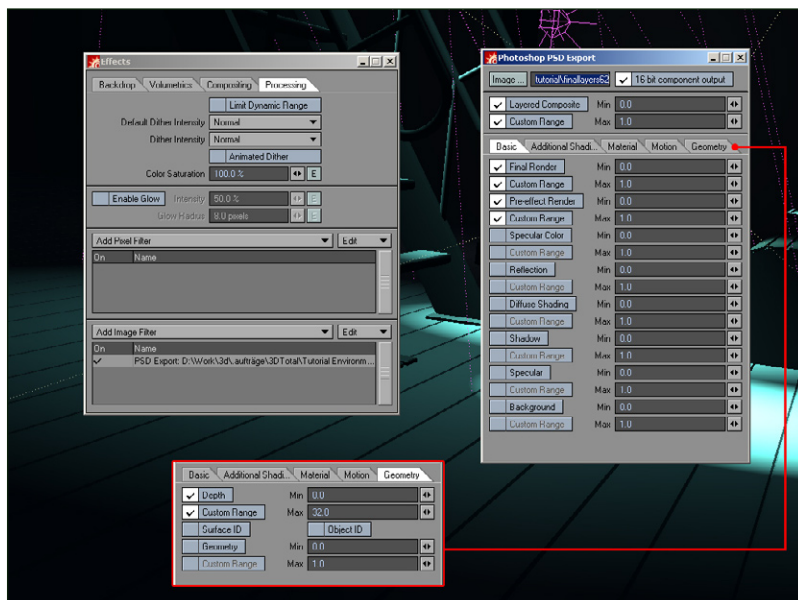 Effects
Backdrop Volumetrics Compositing Processing
Limit Dynamic Range
Default Dither Intensity Normal
Dither Intensity Normal
Animated Dither
Color Saturation 100.0 % E
Enable Glow Intensity 50.0 % E
Glow Radius 8.0 pixels E
Add Pixel Filter Edit
On Name
Add Image Filter Edit
On Name
PSD Export: D:\Work\3d\.aufträge\3DTotal\Tutorial Environm ...
Photoshop PSD Export
Image ... tutorial\finallayers62 16 bit component output
Layered Composite Min 0.0
Custom Range Max 1.0
Basic Additional Shadi... Material Motion Geometry
Final Render Min 0.0
Custom Range Max 1.0
Pre-effect Render Min 0.0
Custom Range Max 1.0
Specular Color Min 0.0
Custom Range Max 1.0
Reflection Min 0.0
Custom Range Max 1.0
Diffuse Shading Min 0.0
Custom Range Max 1.0
Shadow Min 0.0
Custom Range Max 1.0
Specular Min 0.0
Custom Range Max 1.0
Background Min 0.0
Custom Range Max 1.0
Basic Additional Shadi... Material Motion Geometry
Depth Min 0.0
Custom Range Max 32.0
Surface ID Object ID
Geometry Min 0.0
Custom Range Max 1.0